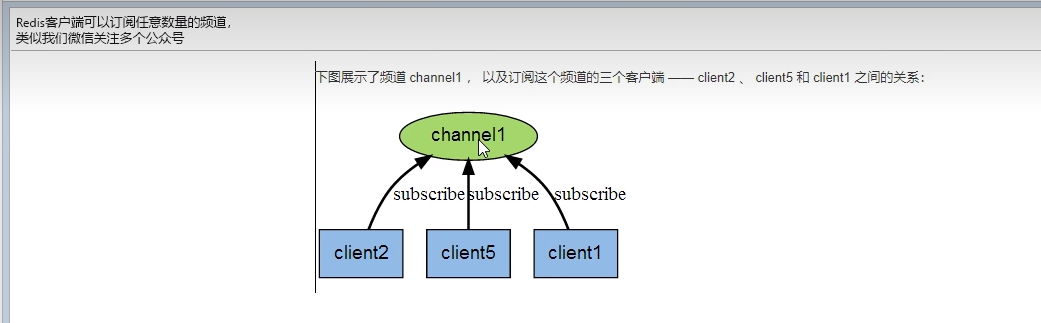 Redis客户端可以订阅任意数量的频道，
类似我们微信关注多个公众号
下图展示了频道 channel1 ， 以及订阅这个频道的三个客户端 —— client2 、 client5 和 client1 之间的关系：
channel1
subscribe subscribe subscribe
client2 client5 client1